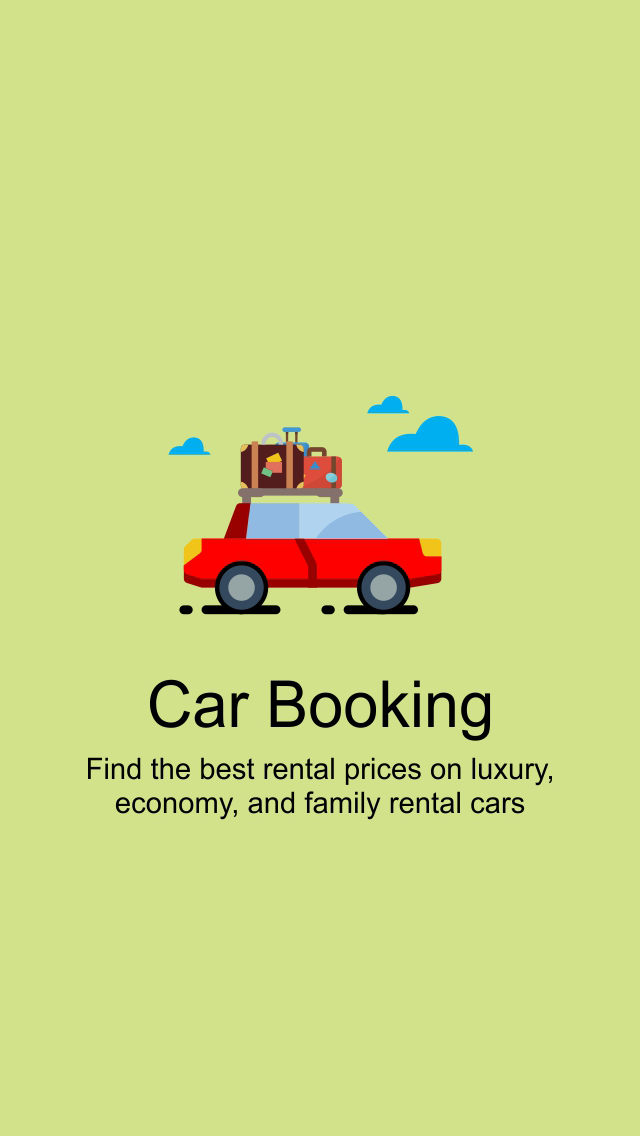 Car Booking
Find the best rental prices on luxury,
economy, and family rental cars